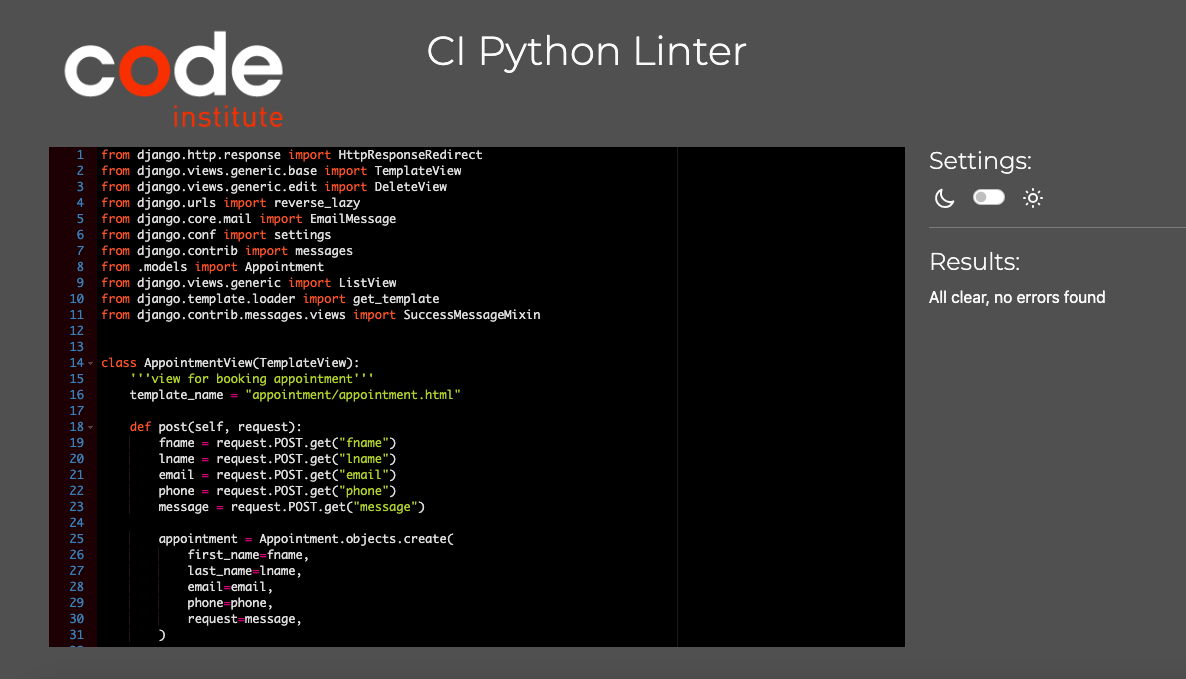 code
institute
CI Python Linter
1 from django.http.response import HttpResponseRedirect
2 from django.views.generic.base import TemplateView
3 from django.views.generic.edit import DeleteView
4 from django.urls import reverse_lazy
5 from django.core.mail import EmailMessage
6 from django.conf import settings
7 from django.contrib import messages
8 from .models import Appointment
9 from django.views.generic import ListView
10 from django.template.loader import get_template
11 from django.contrib.messages.views import SuccessMessageMixin
12
13
14 class AppointmentView(TemplateView):
15     '''view for booking appointment'''
16     template_name = "appointment/appointment.html"
17
18     def post(self, request):
19         fname = request.POST.get("fname")
20         lname = request.POST.get("lname")
21         email = request.POST.get("email")
22         phone = request.POST.get("phone")
23         message = request.POST.get("message")
24
25         appointment = Appointment.objects.create(
26             first_name=fname,
27             last_name=lname,
28             email=email,
29             phone=phone,
30             request=message,
31         )
Settings:
Results:
All clear, no errors found